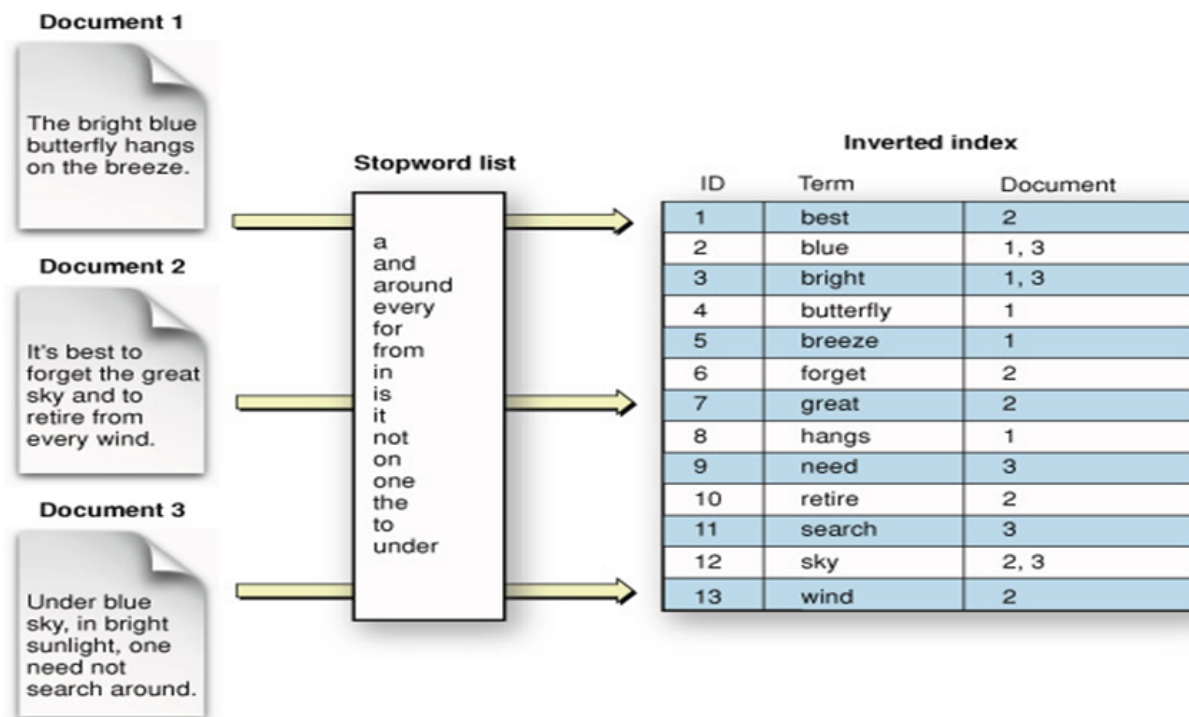 Document 1
The bright blue
butterfly hangs
on the breeze.
Document 2
It's best to
forget the great
sky and to
retire from
every wind.
Document 3
Under blue
sky, in bright
sunlight, one
need not
search around.
Stopword list
a
and
around
every
for
from
in
is
it
not
on
one
the
to
under
Inverted index
ID Term Document
1 best 2
2 blue 1, 3
3 bright 1, 3
4 butterfly 1
5 breeze 1
6 forget 2
7 great 2
8 hangs 1
9 need 3
10 retire 2
11 search 3
12 sky 2, 3
13 wind 2